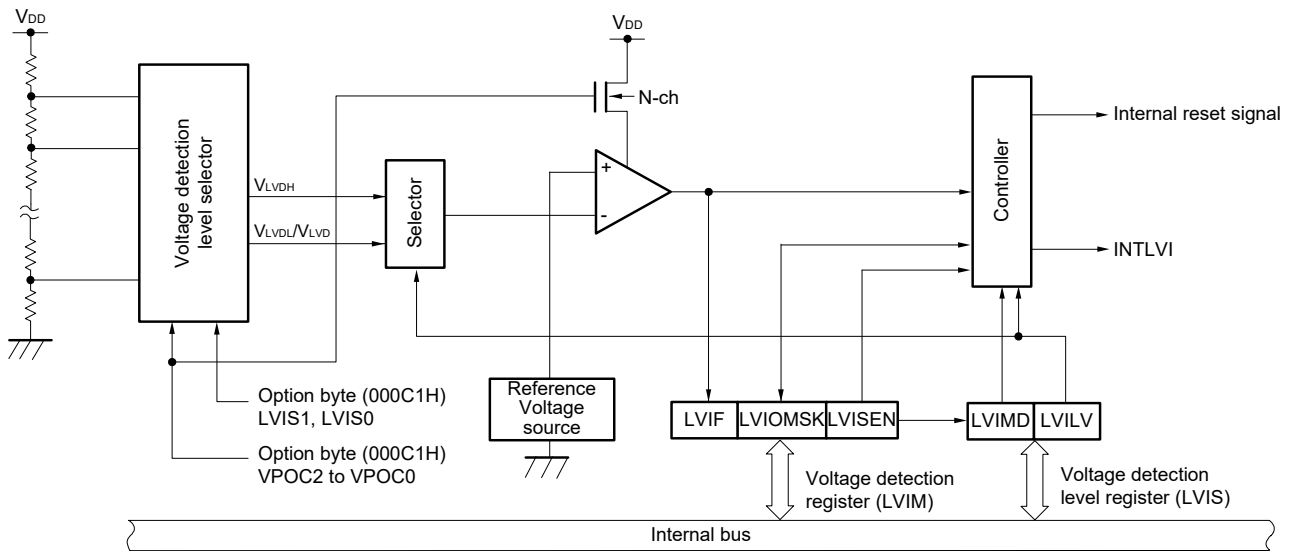 VDD
VDD
N-ch
Voltage detection
level selector
VLVDH
VLVDL/VLVD
Selector
+
-
Controller
Internal reset signal
INTLVI
Option byte (000C1H)
LVIS1, LVIS0
Option byte (000C1H)
VPOC2 to VPOC0
Reference
Voltage
source
LVIF
LVIOMSK
LVISEN
LVIMD
LVILV
Voltage detection
register (LVIM)
Voltage detection
level register (LVIS)
Internal bus